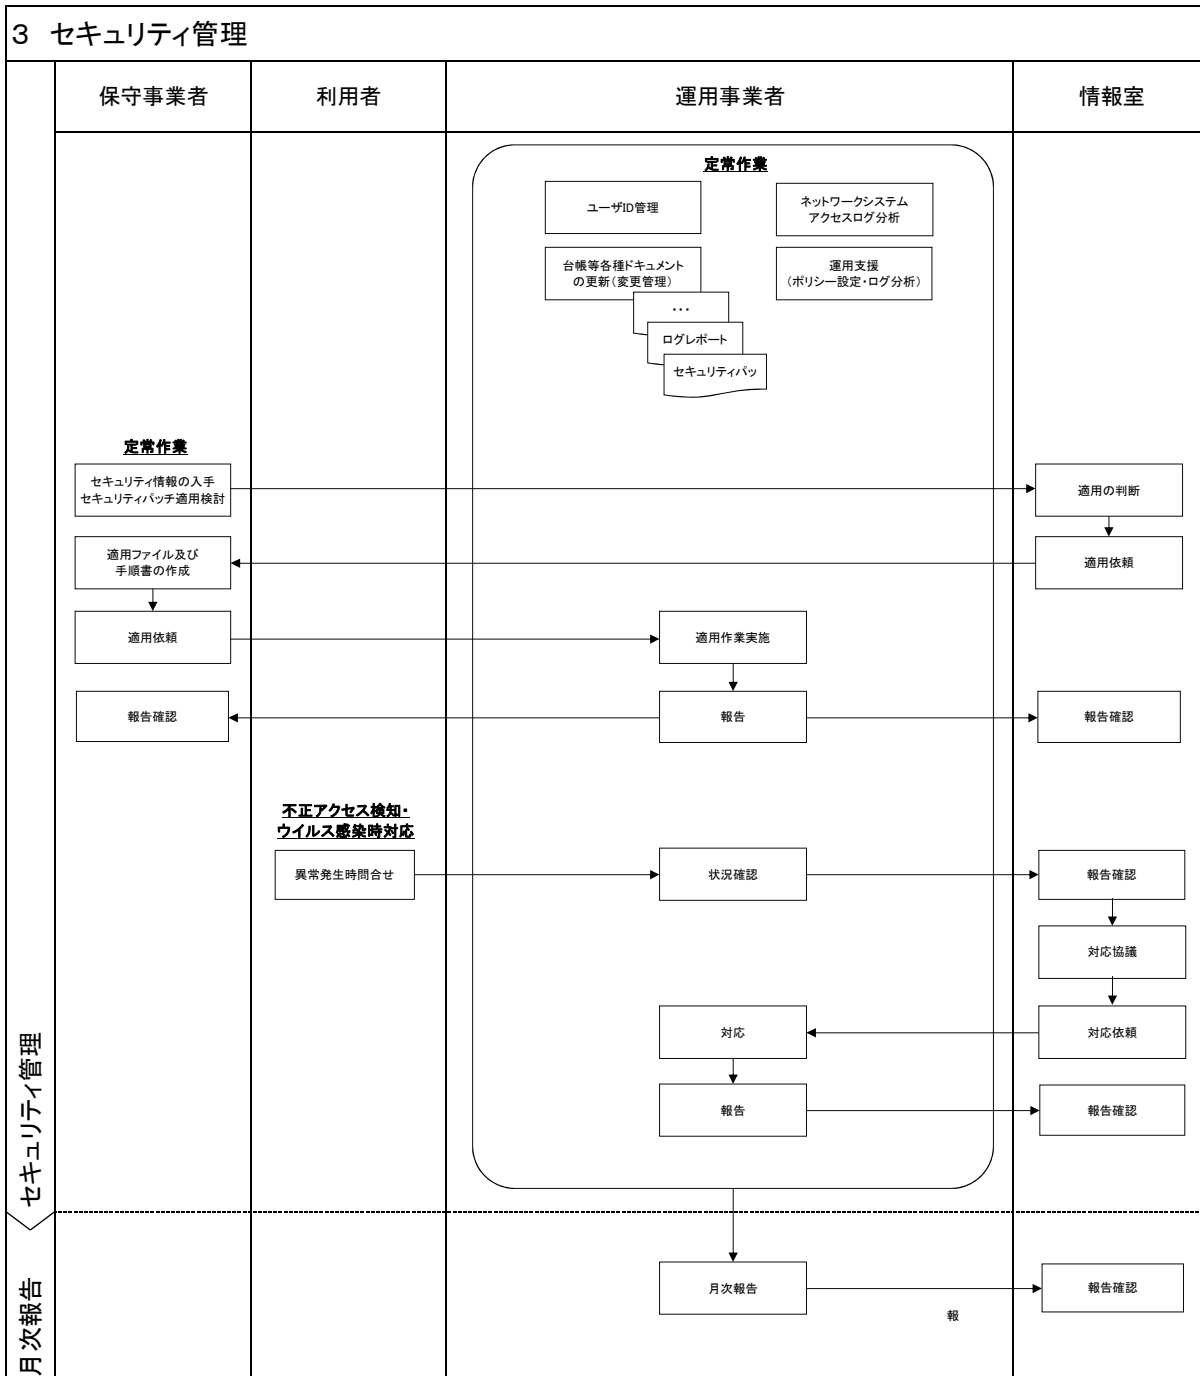 3 セキュリティ管理
保守事業者
利用者
運用事業者
情報室
定常作業
ユーザID管理
ネットワークシステム
アクセスログ分析
台帳等各種ドキュメント
の更新(変更管理)
運用支援
(ポリシー設定・ログ分析)
・・・
ログレポート
セキュリティパッ
定常作業
セキュリティ情報の入手
セキュリティパッチ適用検討
適用の判断
適用ファイル及び
手順書の作成
適用依頼
適用依頼
適用作業実施
報告確認
報告
報告確認
不正アクセス検知・
ウイルス感染時対応
異常発生時問合せ
状況確認
報告確認
対応協議
対応
対応依頼
報告
報告確認
セキュリティ管理
月次報告
報告確認
報
月次報告